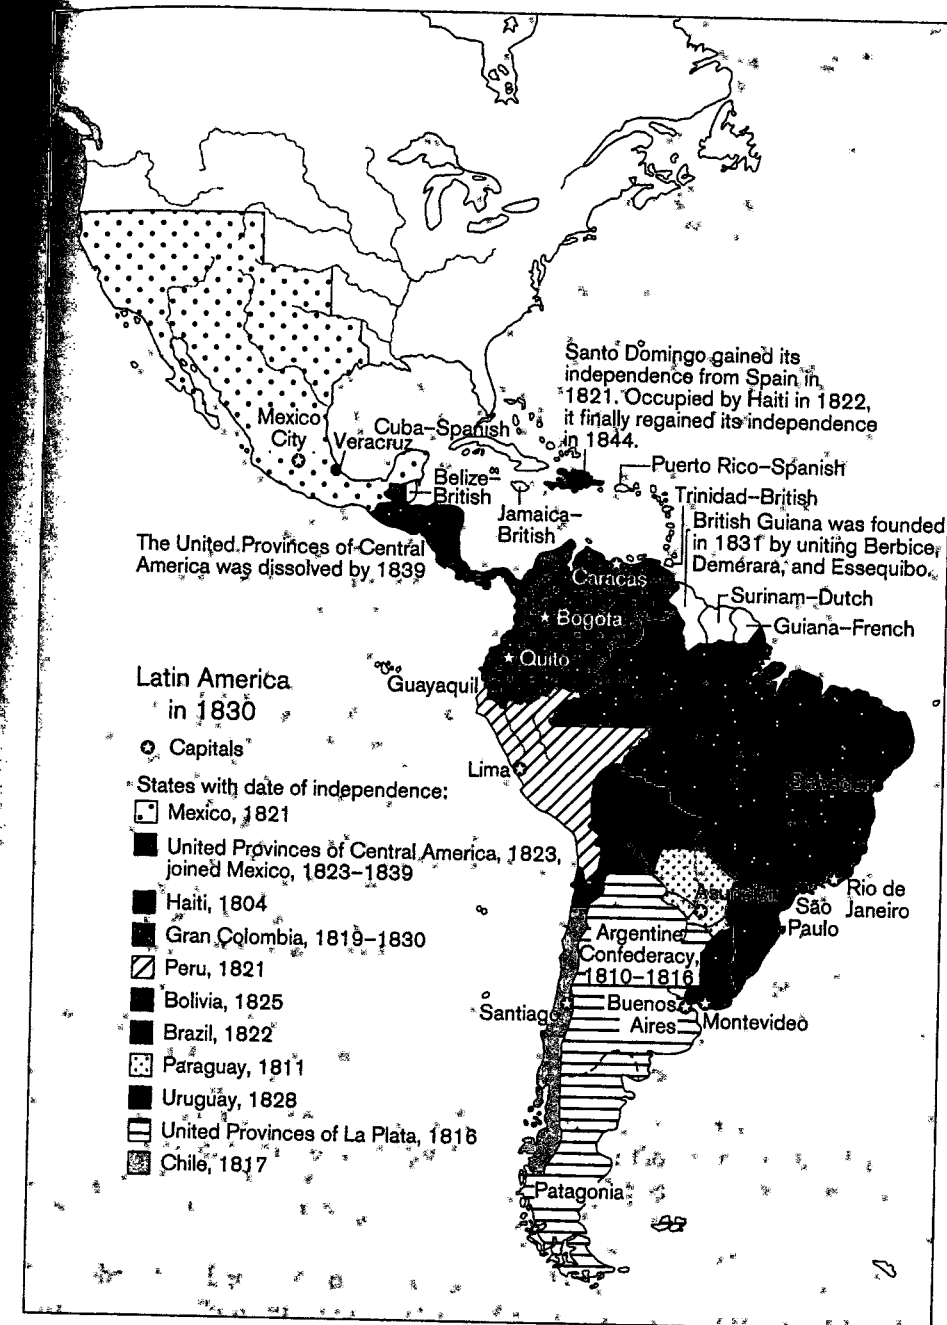 Santo Domingo gained its
independence from Spain in
1821. Occupied by Haiti in 1822,
it finally regained its independence
in 1844.
Mexico
City
Veracruz
Cuba–Spanish
Puerto Rico–Spanish
Belize–
British
Jamaica–
British
Trinidad–British
British Guiana was founded
in 1831 by uniting Berbice,
Demerara, and Essequibo.
The United Provinces of Central
America was dissolved by 1839
Caracas
Surinam–Dutch
Bogota
Guiana–French
Quito
Guayaquil
Latin America
in 1830
Capitals
Lima
Salvador
States with date of independence:
Mexico, 1821
United Provinces of Central America, 1823,
joined Mexico, 1823–1839
Haiti, 1804
Gran Colombia, 1819–1830
Peru, 1821
Bolivia, 1825
Brazil, 1822
Paraguay, 1811
Uruguay, 1828
United Provinces of La Plata, 1816
Chile, 1817
Asunción
Rio de
Janeiro
São
Paulo
Argentine
Confederacy,
1810–1816
Santiago
Buenos
Aires
Montevideo
Patagonia